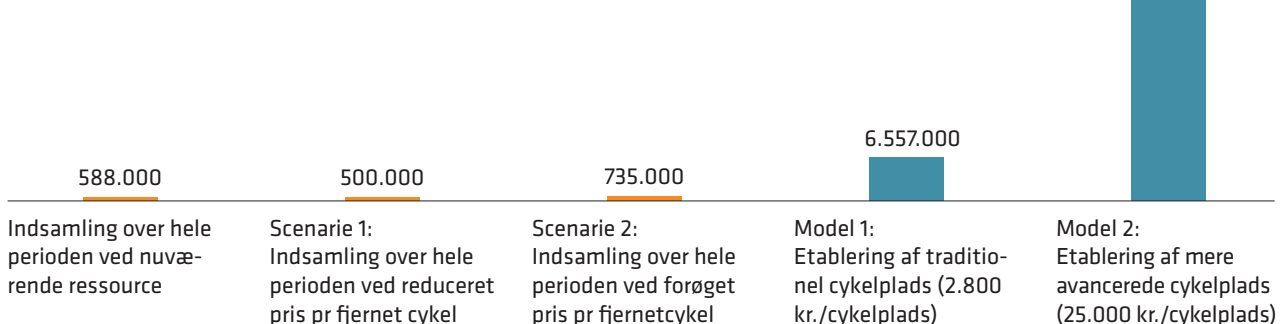 6.557.000
588.000
500.000
735.000
Indsamling over hele
perioden ved nuvæ-
rende ressource
Scenarie 1:
Indsamling over hele
perioden ved reduceret
pris pr fjernet cykel
Scenarie 2:
Indsamling over hele
perioden ved forøget
pris pr fjernetcykel
Model 1:
Etablering af traditio-
nel cykelplads (2.800
kr./cykelplads)
Model 2:
Etablering af mere
avancerede cykelplads
(25.000 kr./cykelplads)